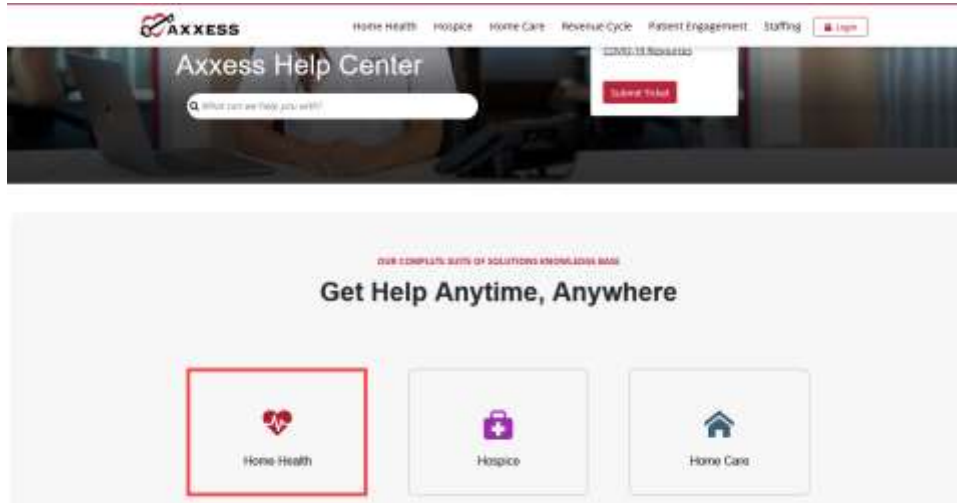 AXXESS
Home Health Hospice Home Care Revenue Cycle Patient Engagement Staffing Login
Axxess Help Center
COVID-19 Resources
What can we help you with?
Submit Ticket
OUR COMPLETE SUITE OF SOLUTIONS KNOWLEDGE BASE
Get Help Anytime, Anywhere
Home Health Hospice Home Care